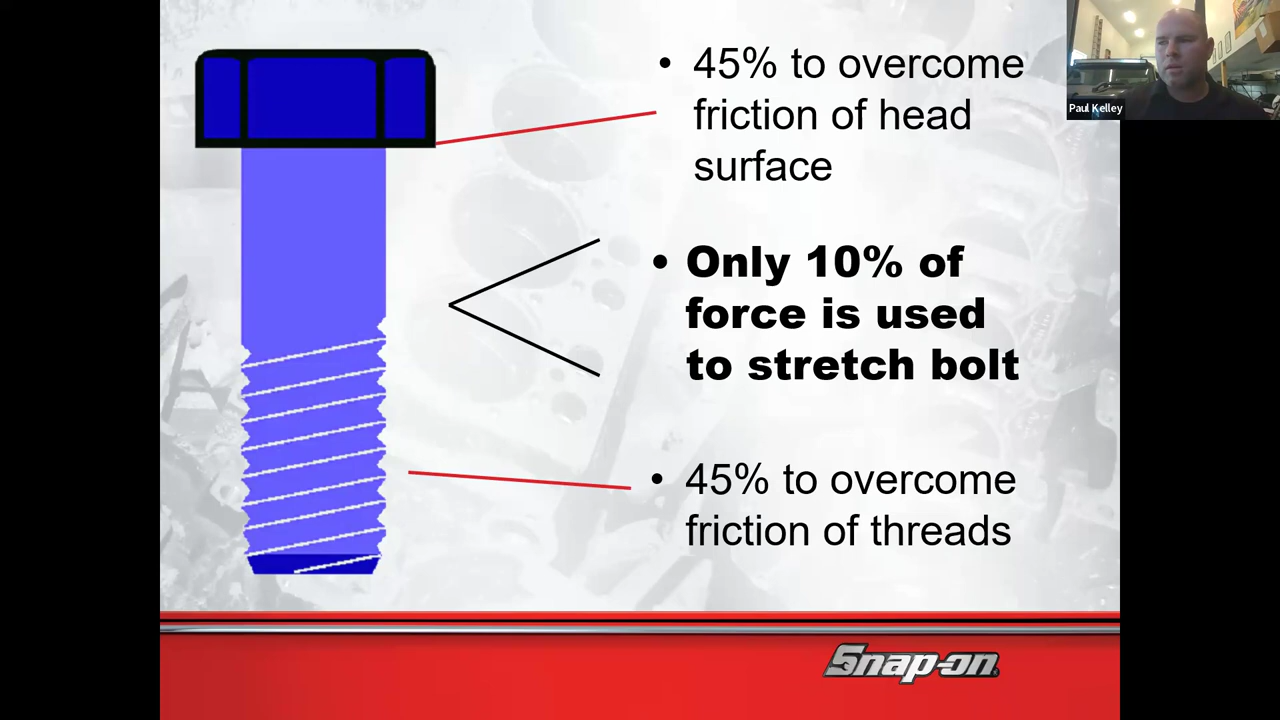 • 45% to overcome
friction of head
surface
Paul Kelley
• Only 10% of
force is used
to stretch bolt
• 45% to overcome
friction of threads
Snap-on